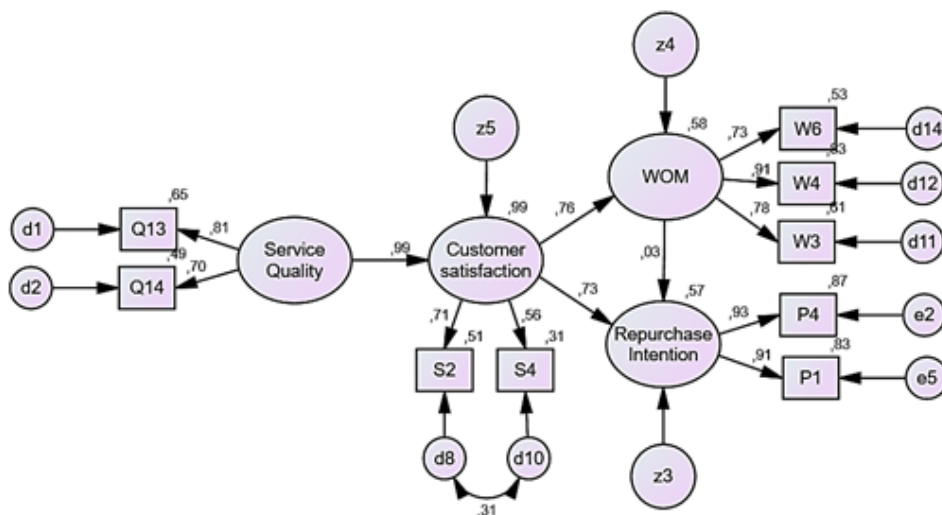 z4
,53
,58
,73
W6
d14
z5
,83
,91
W4
d12
WOM
,65
,99
,76
,78
,61
W3
d11
d1
Q13
,81
Service
Quality
,99
Customer
satisfaction
,03
,49
,70
d2
Q14
,73
,57
,87
,93
P4
e2
,71
,56
Repurchase
Intention
,51
,31
,83
,91
P1
e5
S2
S4
d8
d10
z3
,31